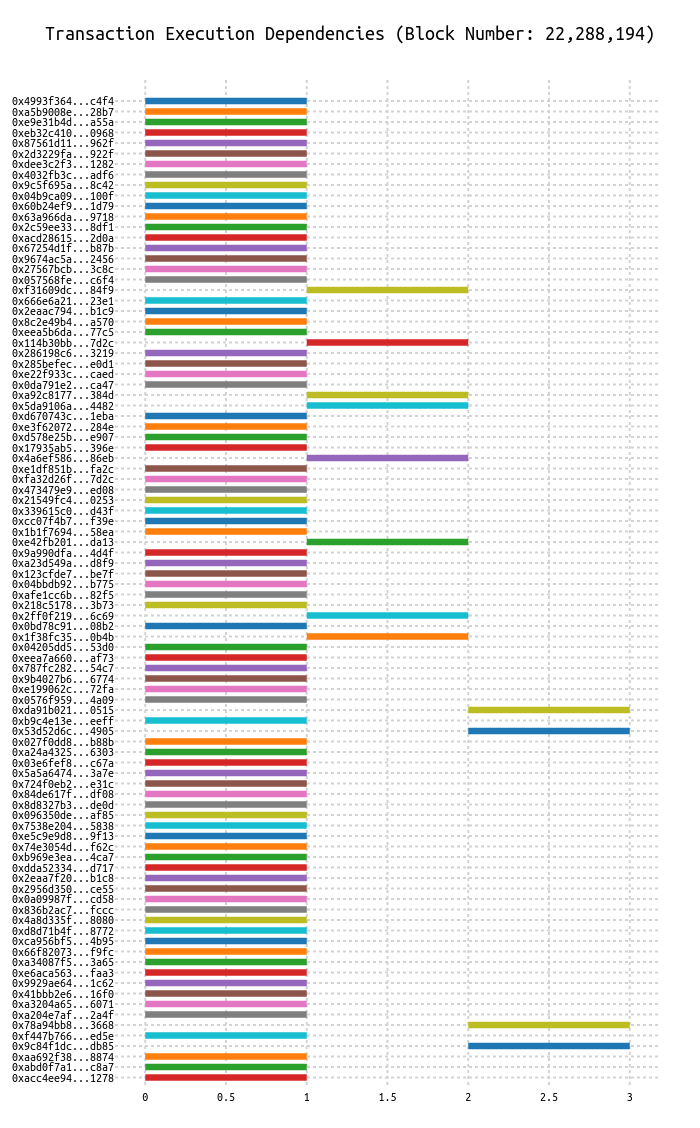 Transaction Execution Dependencies (Block Number: 22,288,194)
0x4993f364...c4f4
0xa5b9008e...28b7
0xe9e31b4d...a55a
0xeb32c410...0968
0x87561d11...962f
0x2d3229fa...922f
0xdee3c2f3...1282
0x4032fb3c...adf6
0x9c5f695a...8c42
0x04b9ca09...100f
0x60b24ef9...1d79
0x63a966da...9718
0x2c59ee33...8df1
0xacd28615...2d0a
0x67254d1f...b87b
0x9674ac5a...2456
0x27567bcb...3c8c
0x057568fe...c6f4
0xf31609dc...84f9
0x666e6a21...23e1
0x2eaac794...b1c9
0x8c2e49b4...a570
0xeea5b6da...77c5
0x114b30bb...7d2c
0x286198c6...3219
0x285befec...e0d1
0xe22f933c...caed
0x0da791e2...ca47
0xa92c8177...384d
0x5da9106a...4482
0xd670743c...1eba
0xe3f62072...284e
0xd578e25b...e907
0x17935ab5...396e
0x4a6ef586...86eb
0xe1df851b...fa2c
0xfa32d26f...7d2c
0x473479e9...ed08
0x21549fc4...0253
0x339615c0...d43f
0xcc07f4b7...f39e
0x1b1f7694...58ea
0xe42fb201...da13
0x9a990dfa...4d4f
0xa23d549a...d8f9
0x123cfde7...be7f
0x04bbdb92...b775
0xafe1cc6b...82f5
0x218c5178...3b73
0x2ff0f219...6c69
0x0bd78c91...08b2
0x1f38fc35...0b4b
0x04205dd5...53d0
0xeea7a660...af73
0x787fc282...54c7
0x9b4027b6...6774
0xe199062c...72fa
0x0576f959...4a09
0xda91b021...0515
0xb9c4e13e...eeff
0x53d52d6c...4905
0x027f0dd8...b88b
0xa24a4325...6303
0x03e6fef8...c67a
0x5a5a6474...3a7e
0x724f0eb2...e31c
0x84de617f...df08
0x8d8327b3...de0d
0x096350de...af85
0x7538e204...5838
0xe5c9e9d8...9f13
0x74e3054d...f62c
0xb969e3ea...4ca7
0xdda52334...d717
0x2eaa7f20...b1c8
0x2956d350...ce55
0x0a09987f...cd58
0x836b2ac7...fccc
0x4a8d335f...8080
0xd8d71b4f...8772
0xca956bf5...4b95
0x66f82073...f9fc
0xa34087f5...3a65
0xe6aca563...faa3
0x9929ae64...1c62
0x41bbb2e6...16f0
0xa3204a65...6071
0xa204e7af...2a4f
0x78a94bb8...3668
0xf447b766...ed5e
0x9c84f1dc...db85
0xaa692f38...8874
0xabd0f7a1...c8a7
0xacc4ee94...1278
0 0.5 1 1.5 2 2.5 3